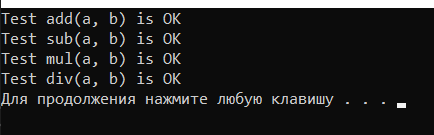 Test add(a, b) is OK
Test sub(a, b) is OK
Test mul(a, b) is OK
Test div(a, b) is OK
Для продолжения нажмите любую клавишу . . .